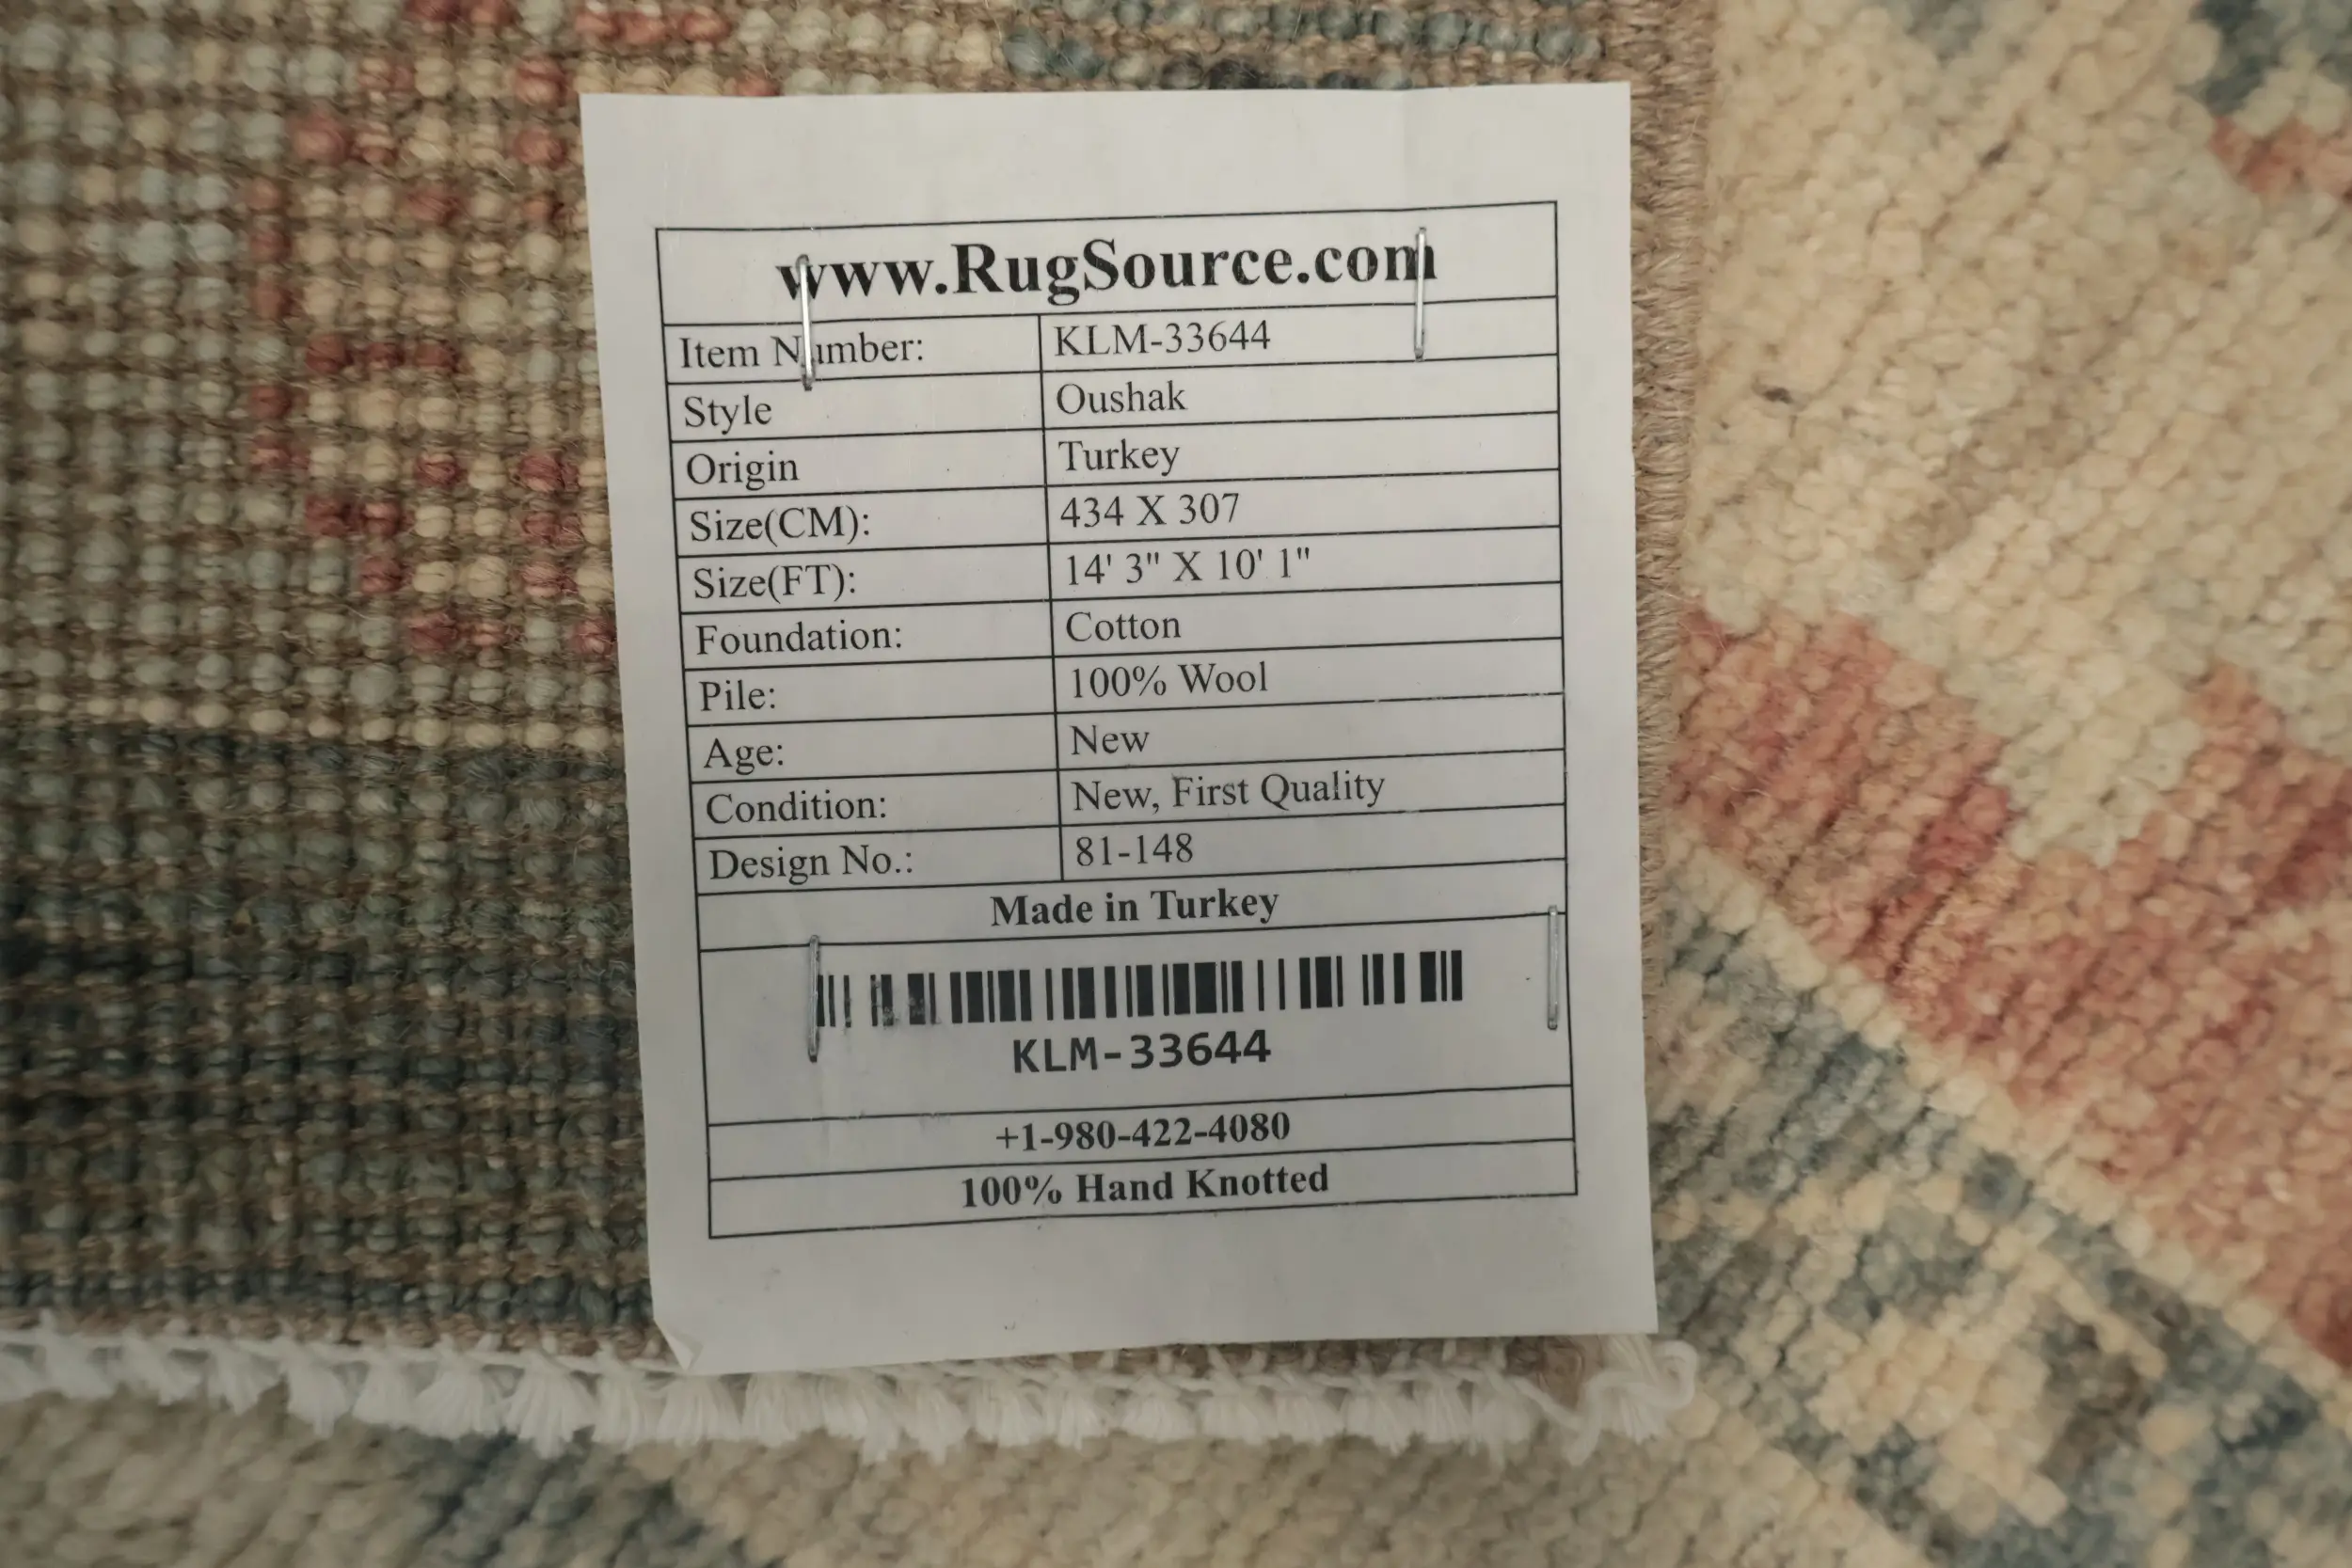 www.RugSource.com
Item Number: KLM-33644
Style Oushak
Origin Turkey
Size(CM): 434 X 307
Size(FT): 14' 3" X 10' 1"
Foundation: Cotton
Pile: 100% Wool
Age: New
Condition: New, First Quality
Design No.: 81-148
Made in Turkey
KLM-33644
+1-980-422-4080
100% Hand Knotted